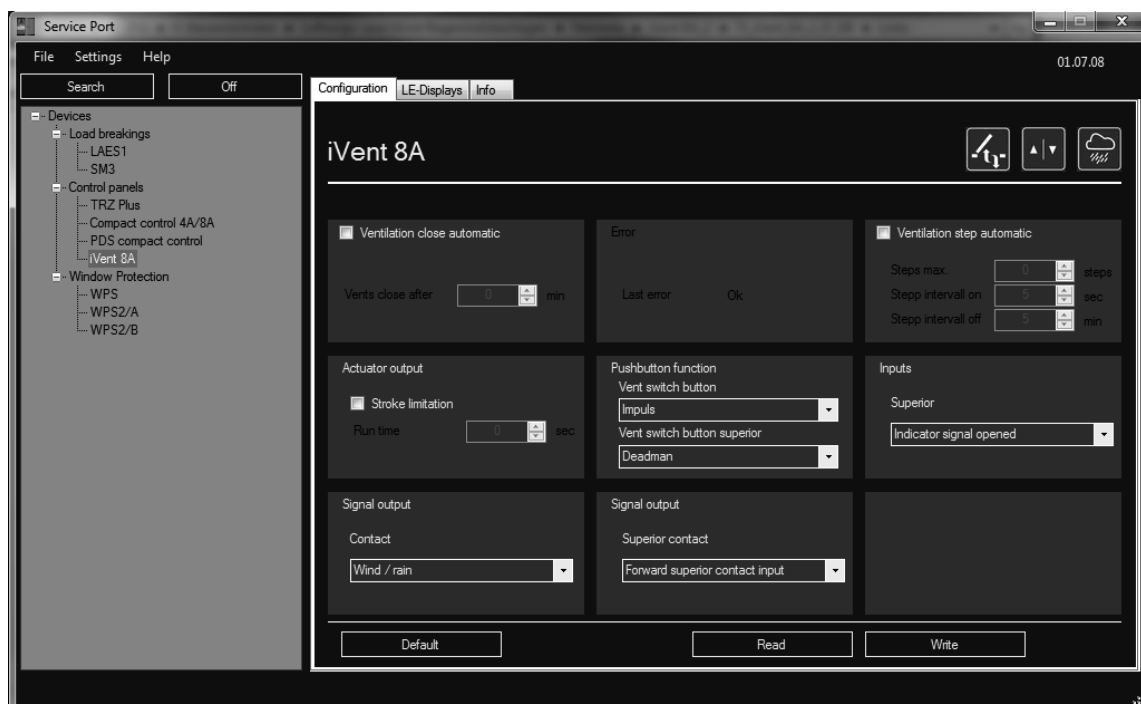 Service Port
File Settings Help
01.07.08
Search Off
Configuration LE-Displays Info
Devices
Load breakings
LAES1
SM3
Control panels
TRZ Plus
Compact control 4A/8A
PDS compact control
iVent 8A
Window Protection
WPS
WPS2/A
WPS2/B
iVent 8A
Ventilation close automatic
Vents close after 0 min
Error
Last error Ok
Ventilation step automatic
Steps max. 0 steps
Stepp intervall on 5 sec
Stepp intervall off 5 min
Actuator output
Stroke limitation
Run time 0 sec
Pushbutton function
Vent switch button
Impuls
Vent switch button superior
Deadman
Inputs
Superior
Indicator signal opened
Signal output
Contact
Wind / rain
Signal output
Superior contact
Forward superior contact input
Default Read Write